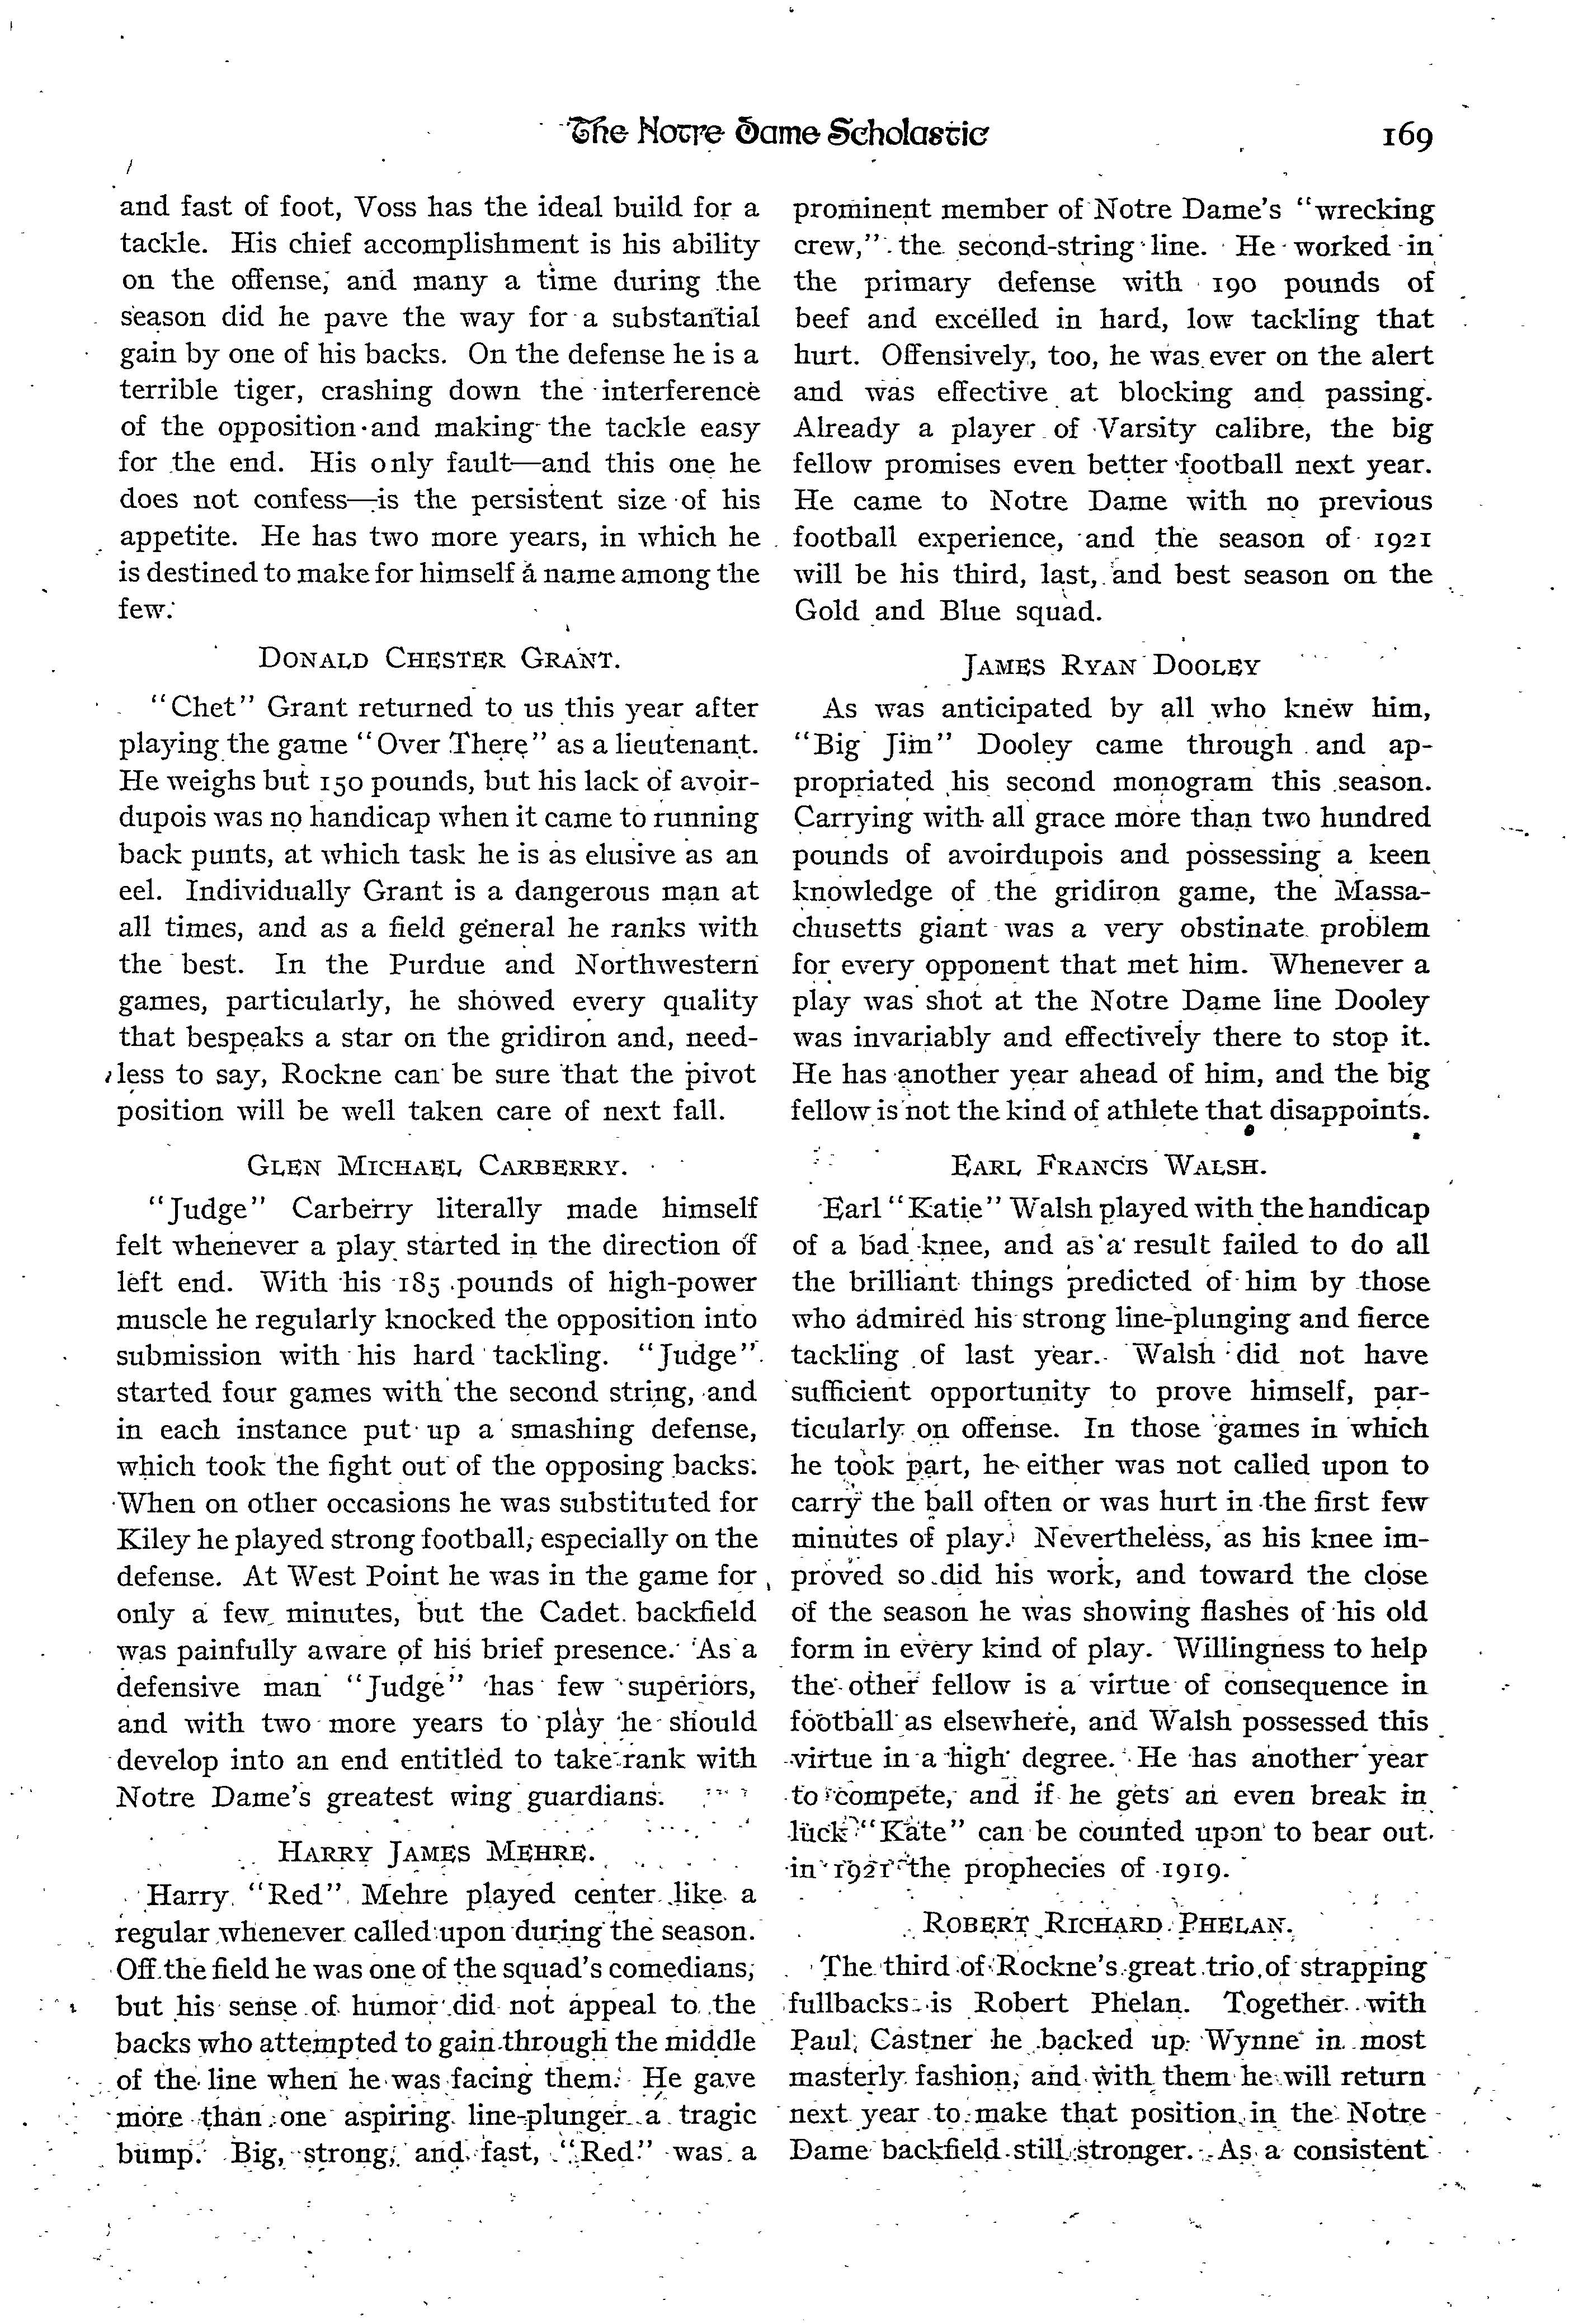 The Notre Dame Scholastic 169
and fast of foot, Voss has the ideal build for a
tackle. His chief accomplishment is his ability
on the offense, and many a time during the
season did he pave the way for a substantial
gain by one of his backs. On the defense he is a
terrible tiger, crashing down the interference
of the opposition and making the tackle easy
for the end. His only fault—and this one he
does not confess—is the persistent size of his
appetite. He has two more years, in which he
is destined to make for himself a name among the
few.
DONALD CHESTER GRANT.
"Chet" Grant returned to us this year after
playing the game "Over There" as a lieutenant.
He weighs but 150 pounds, but his lack of avoir-
dupois was no handicap when it came to running
back punts, at which task he is as elusive as an
eel. Individually Grant is a dangerous man at
all times, and as a field general he ranks with
the best. In the Purdue and Northwestern
games, particularly, he showed every quality
that bespeaks a star on the gridiron and, need-
less to say, Rockne can be sure that the pivot
position will be well taken care of next fall.
GLEN MICHAEL CARBERRY.
"Judge" Carberry literally made himself
felt whenever a play started in the direction of
left end. With his 185 pounds of high-power
muscle he regularly knocked the opposition into
submission with his hard tackling. "Judge"
started four games with the second string, and
in each instance put up a smashing defense,
which took the fight out of the opposing backs.
When on other occasions he was substituted for
Kiley he played strong football, especially on the
defense. At West Point he was in the game for
only a few minutes, but the Cadet backfield
was painfully aware of his brief presence. As a
defensive man "Judge" has few superiors,
and with two more years to play he should
develop into an end entitled to take rank with
Notre Dame's greatest wing guardians.
HARRY JAMES MEHRE.
Harry "Red" Mehre played center like a
regular whenever called upon during the season.
Off the field he was one of the squad's comedians,
but his sense of humor did not appeal to the
backs who attempted to gain through the middle
of the line when he was facing them. He gave
more than one aspiring line-plunger a tragic
bump. Big, strong, and fast, "Red" was a
prominent member of Notre Dame's "wrecking
crew," the second-string line. He worked in
the primary defense with 190 pounds of
beef and excelled in hard, low tackling that
hurt. Offensively, too, he was ever on the alert
and was effective at blocking and passing.
Already a player of Varsity calibre, the big
fellow promises even better football next year.
He came to Notre Dame with no previous
football experience, and the season of 1921
will be his third, last, and best season on the
Gold and Blue squad.
JAMES RYAN DOOLEY
As was anticipated by all who knew him,
"Big Jim" Dooley came through and ap-
propriated his second monogram this season.
Carrying with all grace more than two hundred
pounds of avoirdupois and possessing a keen
knowledge of the gridiron game, the Massa-
chusetts giant was a very obstinate problem
for every opponent that met him. Whenever a
play was shot at the Notre Dame line Dooley
was invariably and effectively there to stop it.
He has another year ahead of him, and the big
fellow is not the kind of athlete that disappoints.
EARL FRANCIS WALSH.
Earl "Katie" Walsh played with the handicap
of a bad knee, and as a result failed to do all
the brilliant things predicted of him by those
who admired his strong line-plunging and fierce
tackling of last year. Walsh did not have
sufficient opportunity to prove himself, par-
ticularly on offense. In those games in which
he took part, he either was not called upon to
carry the ball often or was hurt in the first few
minutes of play. Nevertheless, as his knee im-
proved so did his work, and toward the close
of the season he was showing flashes of his old
form in every kind of play. Willingness to help
the other fellow is a virtue of consequence in
football as elsewhere, and Walsh possessed this
virtue in a high degree. He has another year
to compete, and if he gets an even break in
luck "Kate" can be counted upon to bear out
in 1921 the prophecies of 1919.
ROBERT RICHARD PHELAN.
The third of Rockne's great trio of strapping
fullbacks is Robert Phelan. Together with
Paul Castner he backed up Wynne in most
masterly fashion, and with them he will return
next year to make that position in the Notre
Dame backfield still stronger. As a consistent